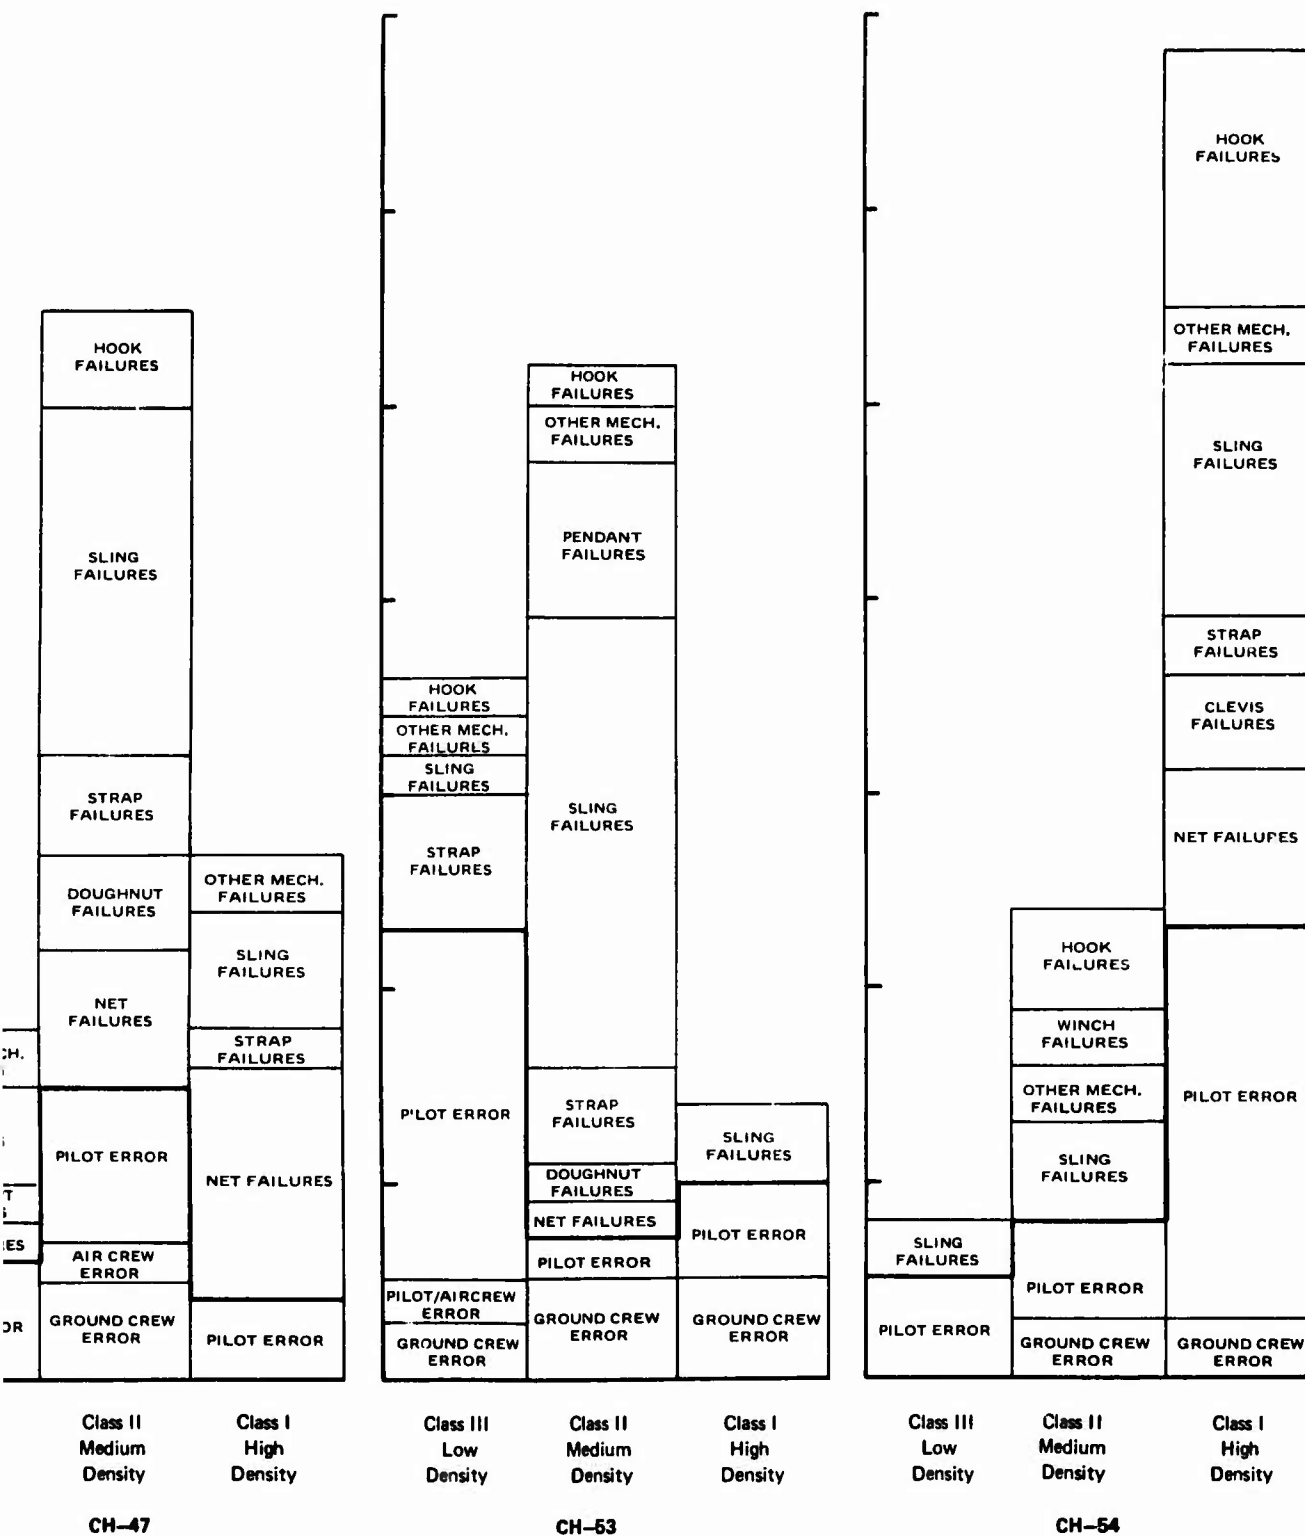 HOOK
FAILURES
SLING
FAILURES
STRAP
FAILURES
DOUGHNUT
FAILURES
NET
FAILURES
PILOT ERROR
AIR CREW
ERROR
GROUND CREW
ERROR
OTHER MECH.
FAILURES
SLING
FAILURES
STRAP
FAILURES
NET FAILURES
PILOT ERROR
HOOK
FAILURES
OTHER MECH.
FAILURES
SLING
FAILURES
STRAP
FAILURES
PILOT ERROR
PILOT/AIRCREW
ERROR
GROUND CREW
ERROR
HOOK
FAILURES
OTHER MECH.
FAILURES
PENDANT
FAILURES
SLING
FAILURES
STRAP
FAILURES
DOUGHNUT
FAILURES
NET FAILURES
PILOT ERROR
GROUND CREW
ERROR
SLING
FAILURES
PILOT ERROR
GROUND CREW
ERROR
SLING
FAILURES
PILOT ERROR
HOOK
FAILURES
WINCH
FAILURES
OTHER MECH.
FAILURES
SLING
FAILURES
PILOT ERROR
GROUND CREW
ERROR
HOOK
FAILURES
OTHER MECH.
FAILURES
SLING
FAILURES
STRAP
FAILURES
CLEVIS
FAILURES
NET FAILURES
PILOT ERROR
GROUND CREW
ERROR
Class II
Medium
Density
Class I
High
Density
Class III
Low
Density
Class II
Medium
Density
Class I
High
Density
Class III
Low
Density
Class II
Medium
Density
Class I
High
Density
CH–47
CH–53
CH–54